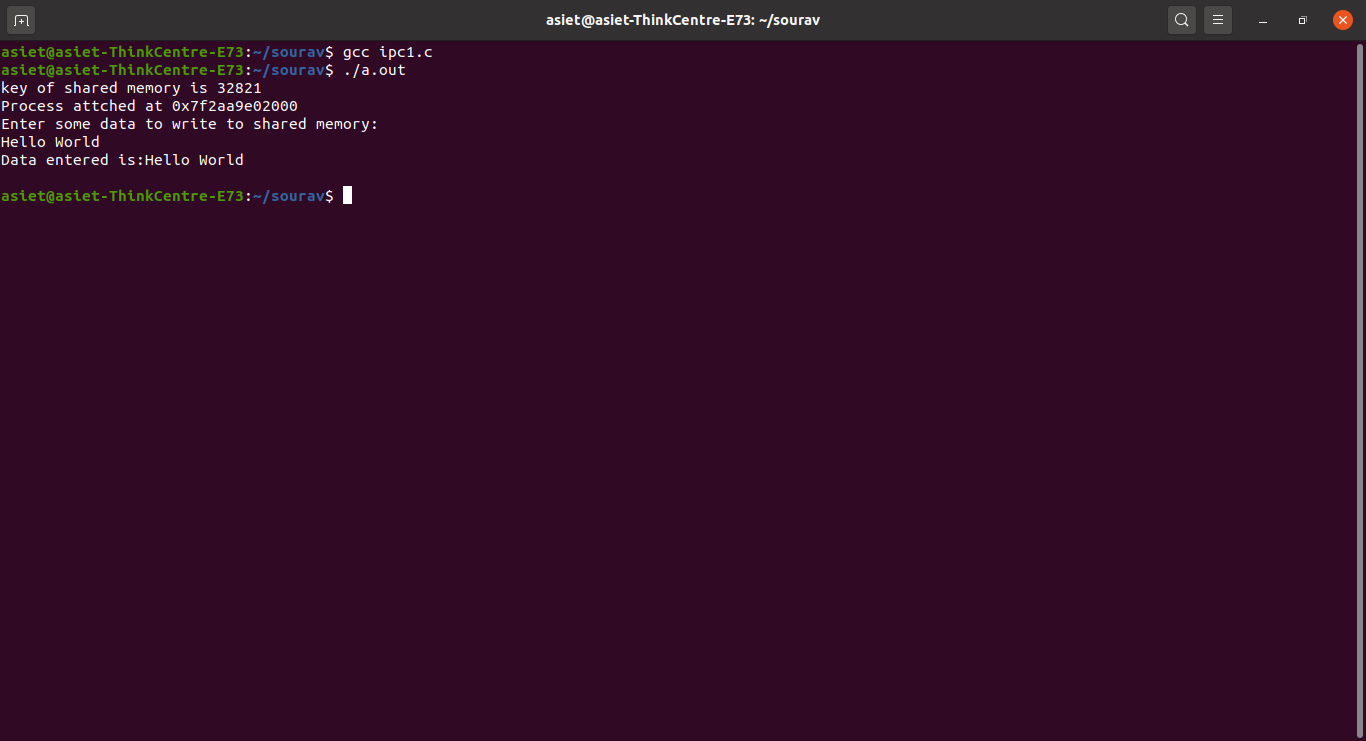 asiet@asiet-ThinkCentre-E73: ~/sourav
asiet@asiet-ThinkCentre-E73:~/sourav$ gcc ipc1.c
asiet@asiet-ThinkCentre-E73:~/sourav$ ./a.out
key of shared memory is 32821
Process attched at 0x7f2aa9e02000
Enter some data to write to shared memory:
Hello World
Data entered is:Hello World
asiet@asiet-ThinkCentre-E73:~/sourav$